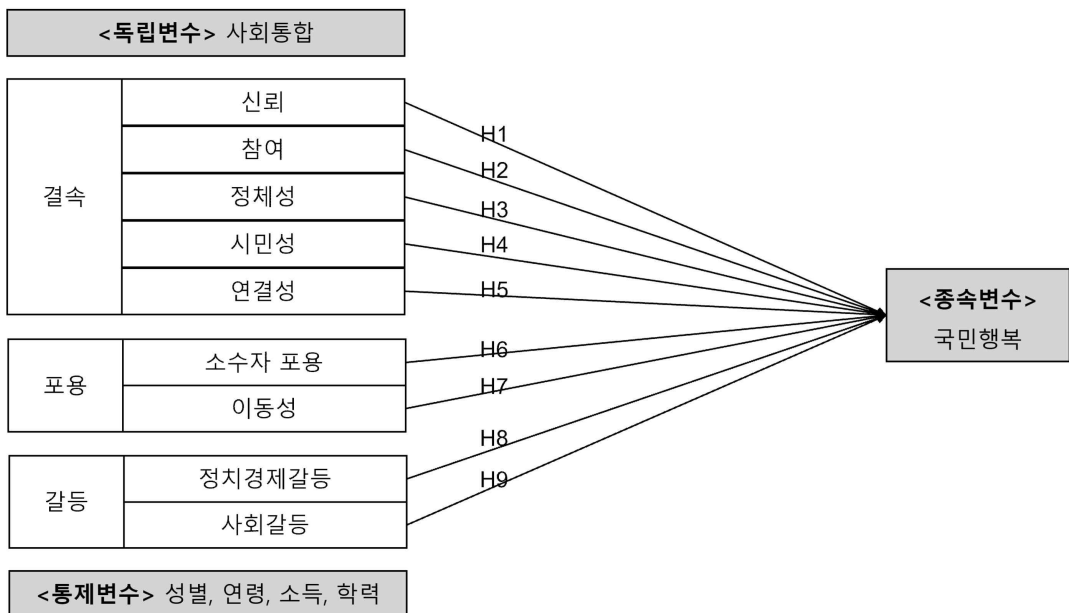 <독립변수> 사회통합
결속
신뢰
참여
정체성
시민성
연결성
포용
소수자 포용
이동성
갈등
정치경제갈등
사회갈등
<통제변수> 성별, 연령, 소득, 학력
H1
H2
H3
H4
H5
H6
H7
H8
H9
<종속변수>
국민행복